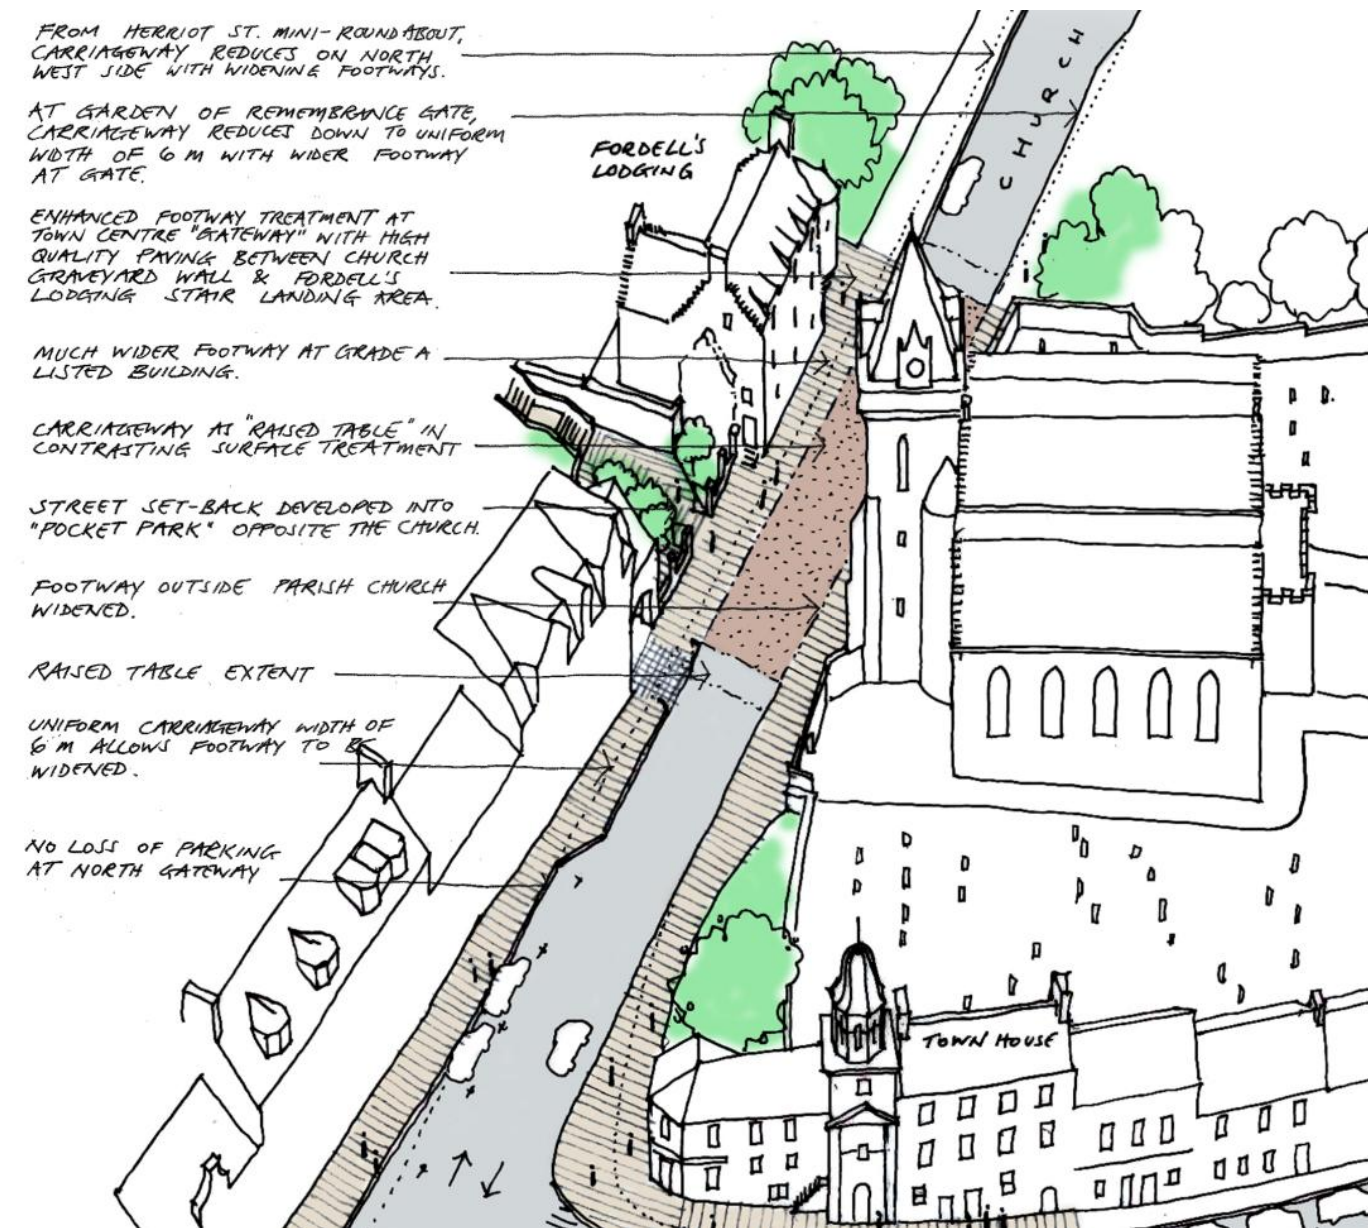 FROM HERRIOT ST. MINI-ROUNDABOUT,
CARRIAGEWAY REDUCES ON NORTH
WEST SIDE WITH WIDENING FOOTWAYS.
AT GARDEN OF REMEMBRANCE GATE,
CARRIAGEWAY REDUCES DOWN TO UNIFORM
WIDTH OF 6 M WITH WIDER FOOTWAY
AT GATE.
ENHANCED FOOTWAY TREATMENT AT
TOWN CENTRE "GATEWAY" WITH HIGH
QUALITY PAVING BETWEEN CHURCH
GRAVEYARD WALL & FORDELL'S
LODGING STAIR LANDING AREA.
MUCH WIDER FOOTWAY AT GRADE A
LISTED BUILDING.
CARRIAGEWAY AS "RAISED TABLE" IN
CONTRASTING SURFACE TREATMENT
STREET SET-BACK DEVELOPED INTO
"POCKET PARK" OPPOSITE THE CHURCH.
FOOTWAY OUTSIDE PARISH CHURCH
WIDENED.
RAISED TABLE EXTENT
UNIFORM CARRIAGEWAY WIDTH OF
6 M ALLOWS FOOTWAY TO BE
WIDENED.
NO LOSS OF PARKING
AT NORTH GATEWAY
FORDELL'S
LODGING
CHURCH
TOWN HOUSE